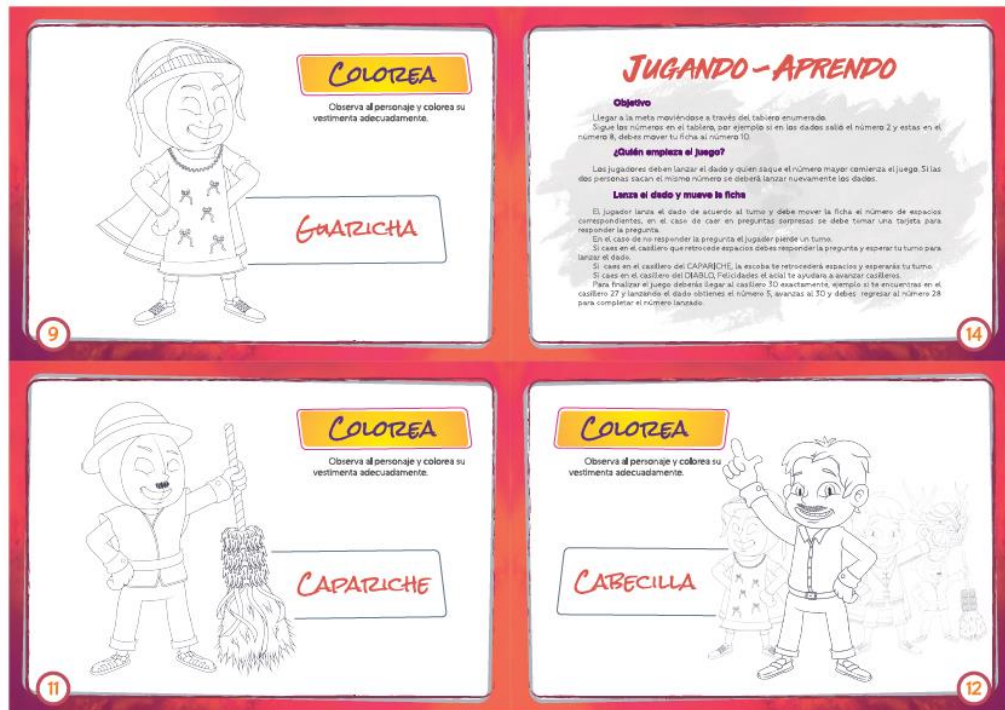 COLOREA
Observa al personaje y colorea su
vestimenta adecuadamente.
GUARICHA
9
JUGANDO - APRENDO
Objetivo
Llegar a la meta moviéndose a través del tablero enumerado.
Sigue los números en el tablero, por ejemplo si en los dados salió el número 2 y estas en el
número 8, debes mover tu ficha al número 10.
¿Quién empieza el juego?
Los jugadores deben lanzar el dado y quien saque el número mayor comienza el juego. Si las
dos personas sacan el mismo número se deberá lanzar nuevamente los dados.
Lanza el dado y mueve la ficha
El jugador lanza el dado de acuerdo al turno y debe mover la ficha el número de espacios
correspondientes, en el caso de caer en preguntas sorpresas se debe tomar una tarjeta para
responder la pregunta.
En el caso de no responder la pregunta el jugador pierde un turno.
Si caes en el casillero que retrocede espacios debes responder la pregunta y esperar tu turno para
lanzar el dado.
Si caes en el casillero del CAPARICHE, la escoba te retrocederá espacios y esperarás tu turno.
Si caes en el casillero del DIABLO, Felicidades el acial te ayudara a avanzar casilleros.
Para finalizar el juego deberás llegar al casillero 30 exactamente, ejemplo si te encuentras en el
casillero 27 y lanzando el dado obtienes el número 5, avanzas al 30 y debes regresar al número 28
para completar el número lanzado.
14
COLOREA
Observa al personaje y colorea su
vestimenta adecuadamente.
CAPARICHE
11
COLOREA
Observa al personaje y colorea su
vestimenta adecuadamente.
CABECILLA
12